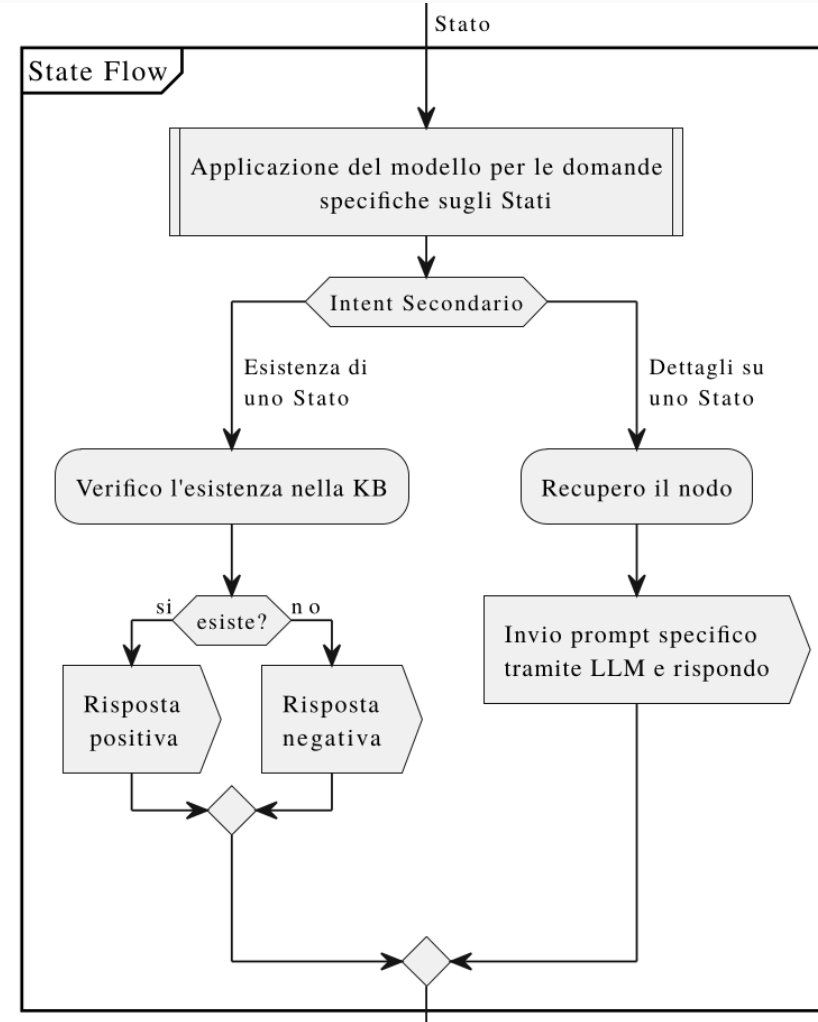 Stato
State Flow
Applicazione del modello per le domande
specifiche sugli Stati
Intent Secondario
Esistenza di
uno Stato
Dettagli su
uno Stato
Verifico l'esistenza nella KB
Recupero il nodo
si
esiste?
no
Invio prompt specifico
tramite LLM e rispondo
Risposta
positiva
Risposta
negativa